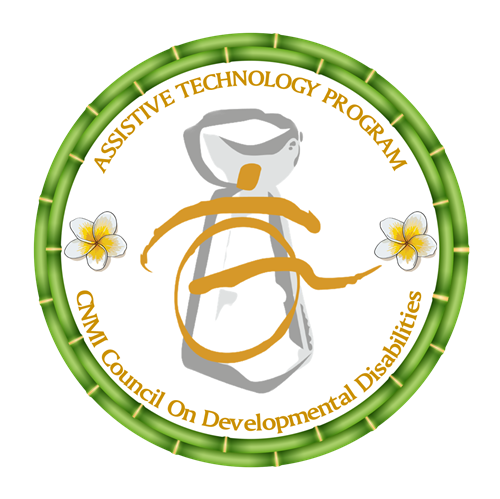 ASSISTIVE TECHNOLOGY PROGRAM
CNMI Council On Developmental Disabilities